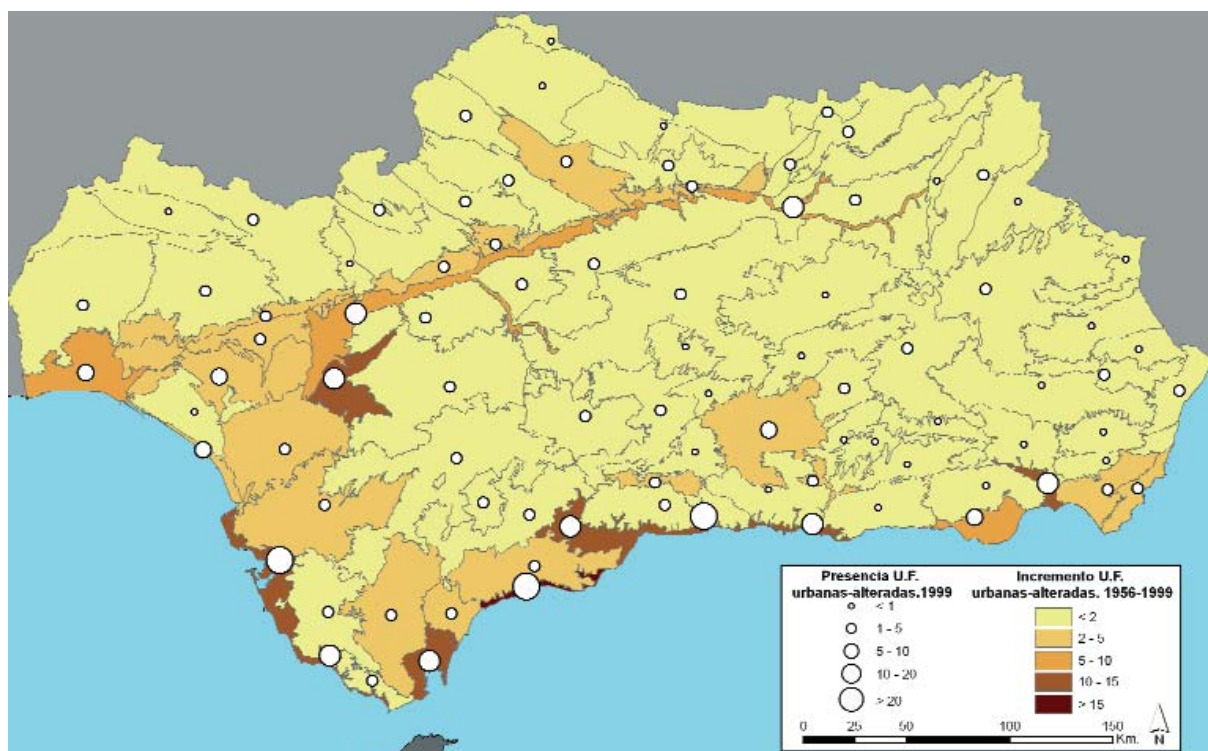 Presencia U.F.
urbanas-alteradas.1999
< 1
1 - 5
5 - 10
10 - 20
> 20
Incremento U.F.
urbanas-alteradas. 1956-1999
< 2
2 - 5
5 - 10
10 - 15
> 15
0 25 50 100 150
Km.
N